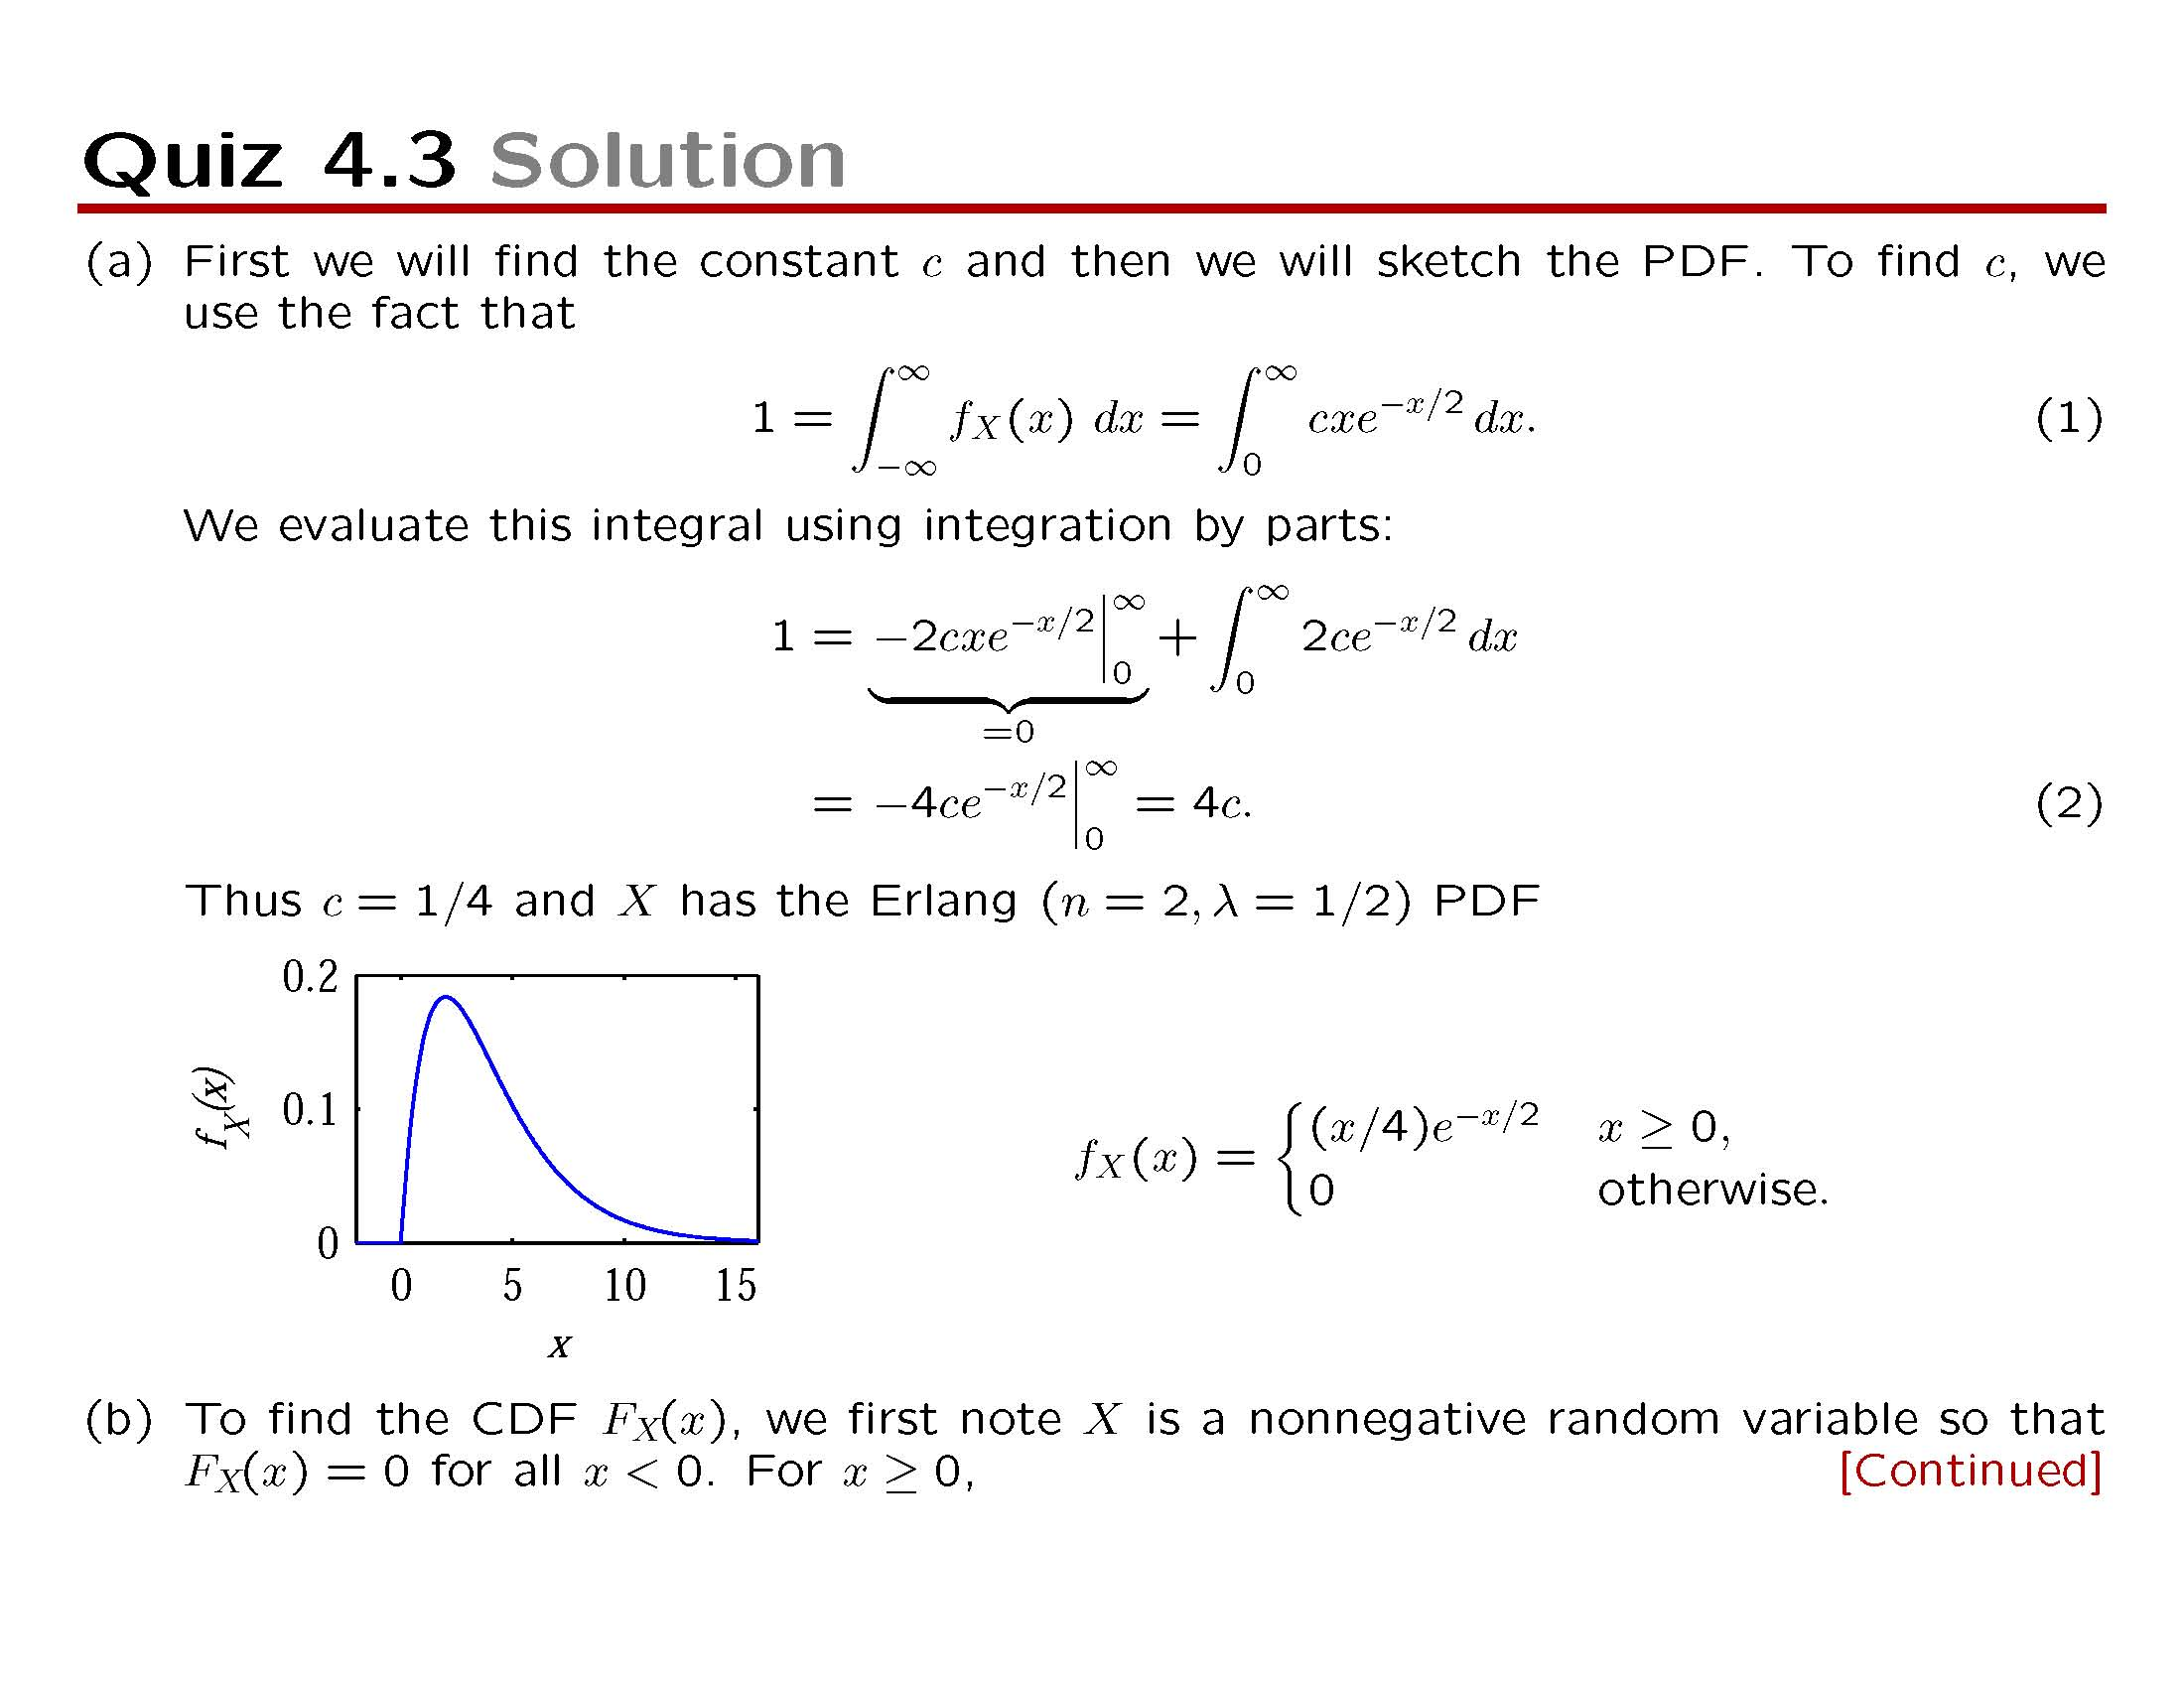 Quiz 4.3 Solution
(a) First we will find the constant c and then we will sketch the PDF. To find c, we
use the fact that
1 = ∫_{−∞}^{∞} f_X(x) dx = ∫_{0}^{∞} cxe^{−x/2} dx. (1)
We evaluate this integral using integration by parts:
1 = \underbrace{−2cxe^{−x/2}|_{0}^{∞}}_{=0} + ∫_{0}^{∞} 2ce^{−x/2} dx
= −4ce^{−x/2}|_{0}^{∞} = 4c. (2)
Thus c = 1/4 and X has the Erlang (n = 2, λ = 1/2) PDF
0.2
0.1
0
f_X(x)
0 5 10 15
x
f_X(x) = { (x/4)e^{−x/2} x ≥ 0,
0 otherwise.
(b) To find the CDF F_X(x), we first note X is a nonnegative random variable so that
F_X(x) = 0 for all x < 0. For x ≥ 0, [Continued]